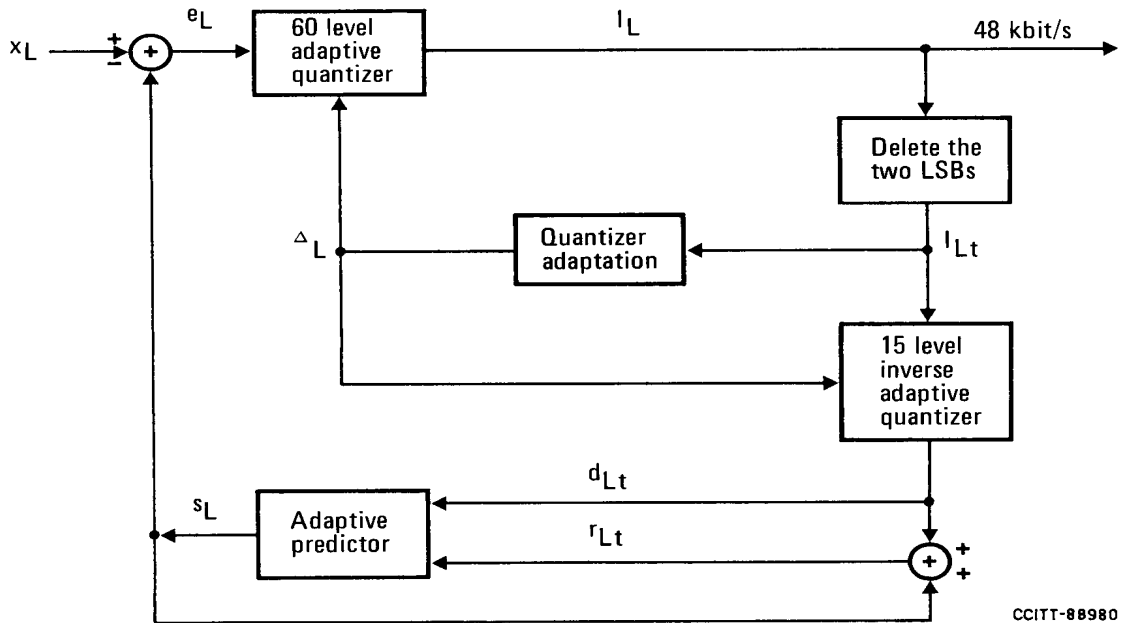 x_L
+
−
+
e_L
60 level
adaptive
quantizer
I_L
48 kbit/s
Delete the
two LSBs
Δ_L
Quantizer
adaptation
I_Lt
15 level
inverse
adaptive
quantizer
d_Lt
s_L
Adaptive
predictor
r_Lt
+
+
+
CCITT-88980